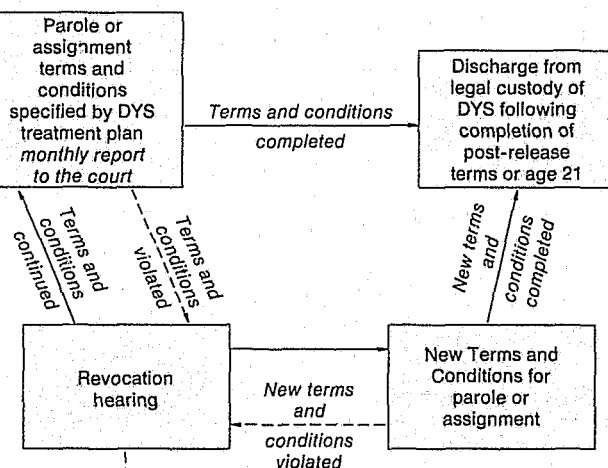 Parole or
assignment
terms and
conditions
specified by DYS
treatment plan
monthly report
to the court
Terms and conditions
completed
Discharge from
legal custody of
DYS following
completion of
post-release
terms or age 21
Terms and
conditions
continued
Terms and
conditions
violated
New terms
and
conditions
completed
Revocation
hearing
New terms
and
conditions
violated
New Terms and
Conditions for
parole or
assignment